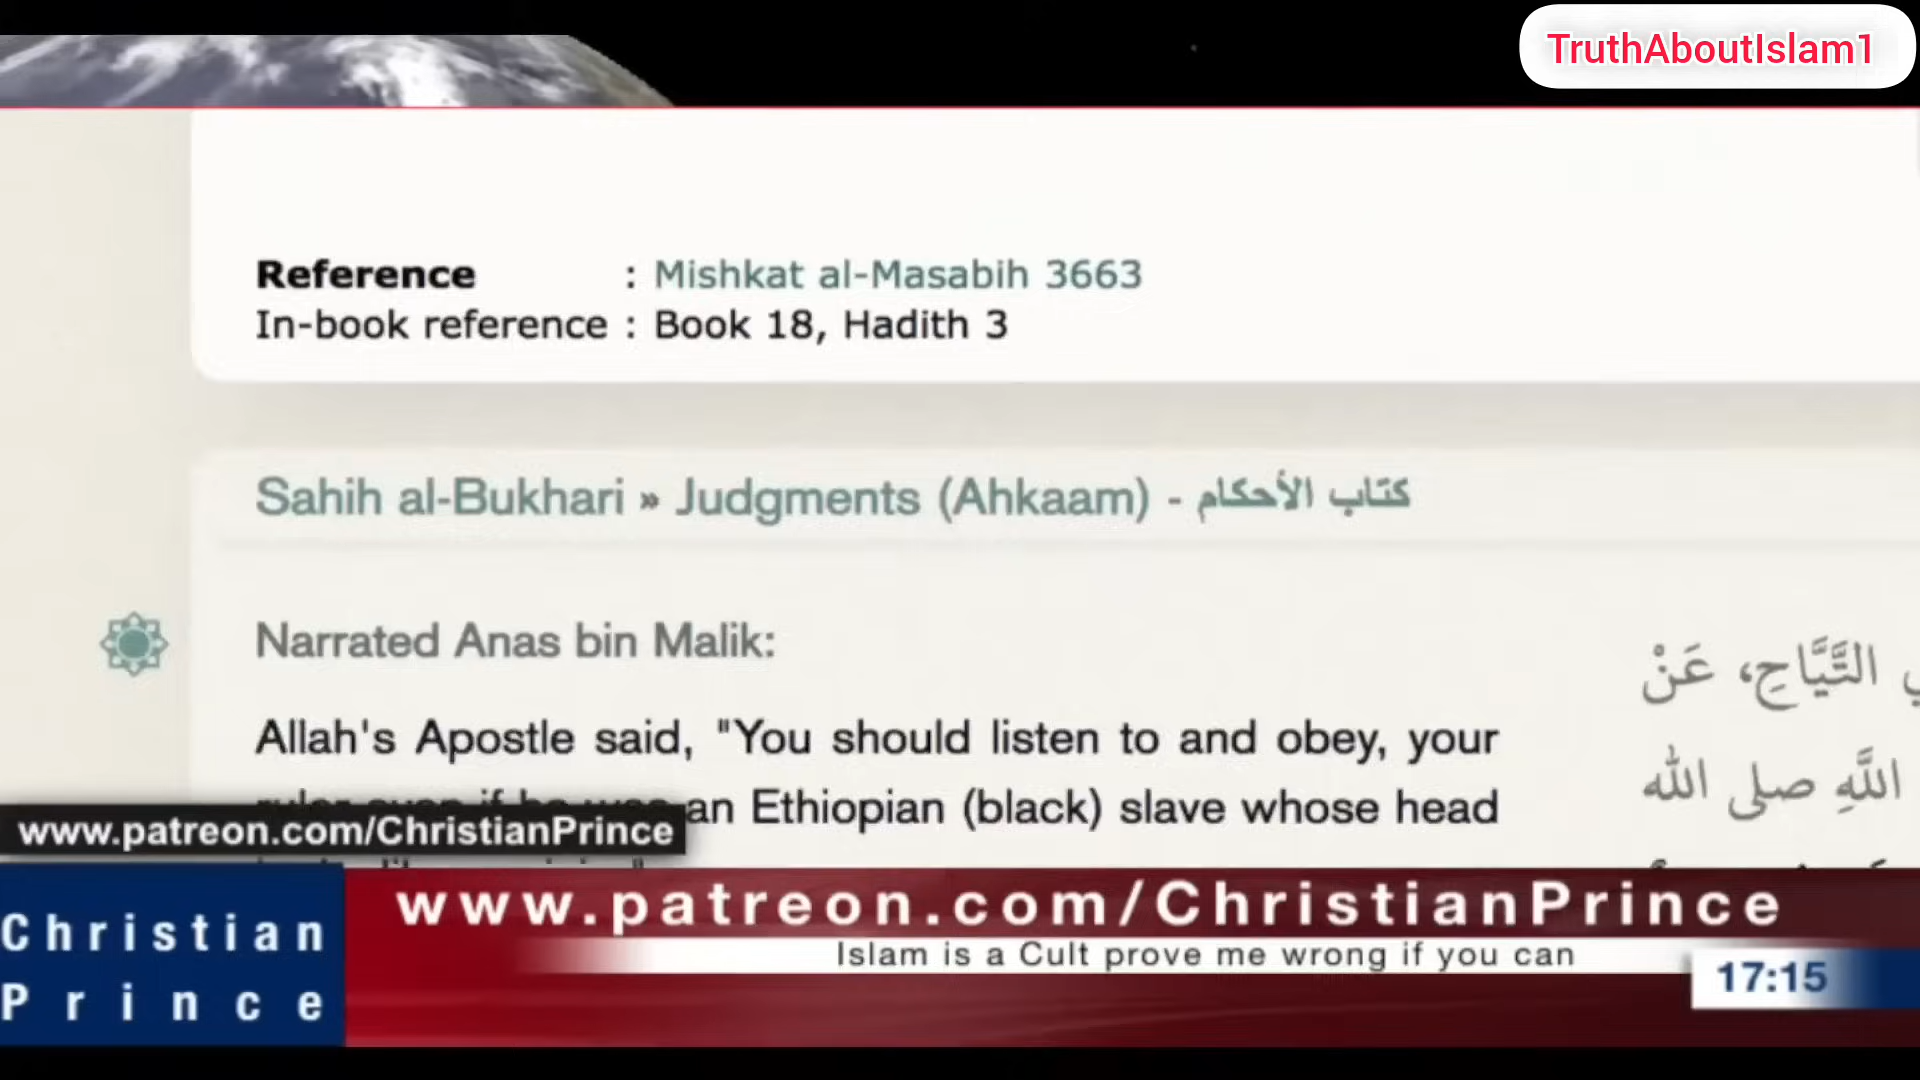 TruthAboutIslam1
Reference : Mishkat al-Masabih 3663
In-book reference : Book 18, Hadith 3
Sahih al-Bukhari » Judgments (Ahkaam) - كتاب الأحكام
Narrated Anas bin Malik:
التَّيَّاحِ، عَنْ
Allah's Apostle said, "You should listen to and obey, your
اللَّهِ صلى الله
an Ethiopian (black) slave whose head
www.patreon.com/ChristianPrince
Christian
Prince
www.patreon.com/ChristianPrince
Islam is a Cult prove me wrong if you can
17:15